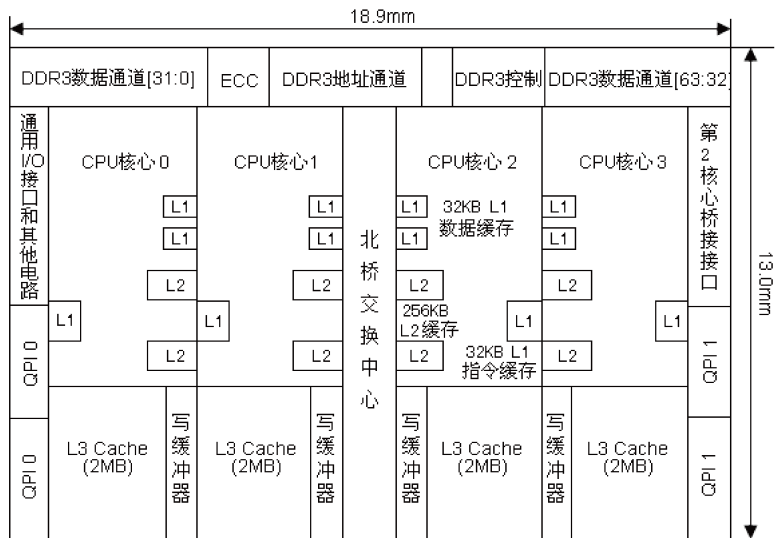 18.9mm
DDR3数据通道[31:0]
ECC
DDR3地址通道
DDR3控制
DDR3数据通道[63:32]
通用I/O接口和其他电路
CPU核心0
CPU核心1
北桥交换中心
CPU核心2
CPU核心3
第2核心桥接接口
13.0mm
L1
L1
L1
32KB L1
数据缓存
L1
L1
L1
L1
L1
L2
L2
L2
L2
256KB
L2缓存
L1
L1
L1
L1
L2
L2
L2
32KB L1
指令缓存
L2
QPI 0
QPI 1
QPI 0
L3 Cache
(2MB)
写缓冲器
L3 Cache
(2MB)
写缓冲器
写缓冲器
L3 Cache
(2MB)
写缓冲器
L3 Cache
(2MB)
QPI 1